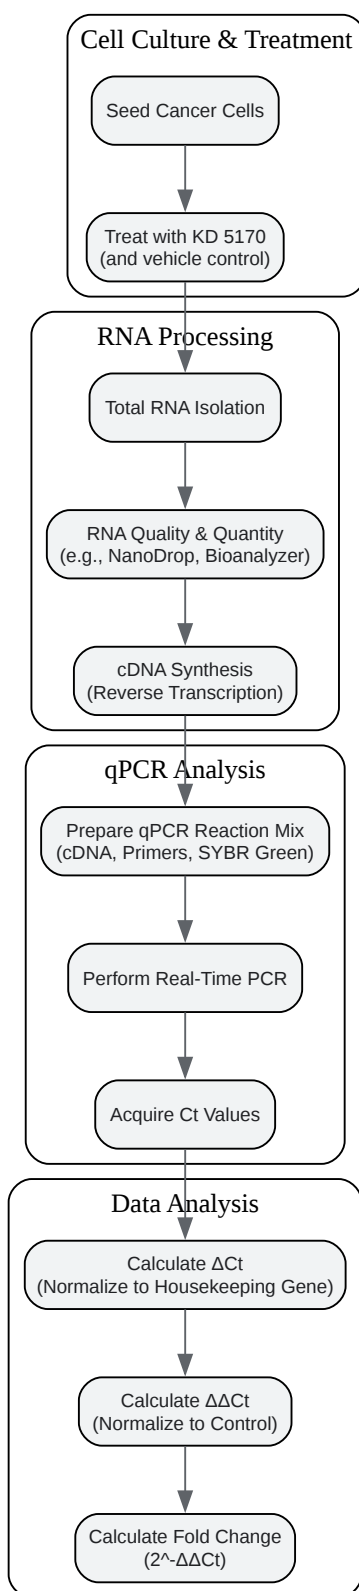 Cell Culture & Treatment
Seed Cancer Cells
Treat with KD 5170
(and vehicle control)
RNA Processing
Total RNA Isolation
RNA Quality & Quantity
(e.g., NanoDrop, Bioanalyzer)
cDNA Synthesis
(Reverse Transcription)
qPCR Analysis
Prepare qPCR Reaction Mix
(cDNA, Primers, SYBR Green)
Perform Real-Time PCR
Acquire Ct Values
Data Analysis
Calculate ΔCt
(Normalize to Housekeeping Gene)
Calculate ΔΔCt
(Normalize to Control)
Calculate Fold Change
(2^-ΔΔCt)